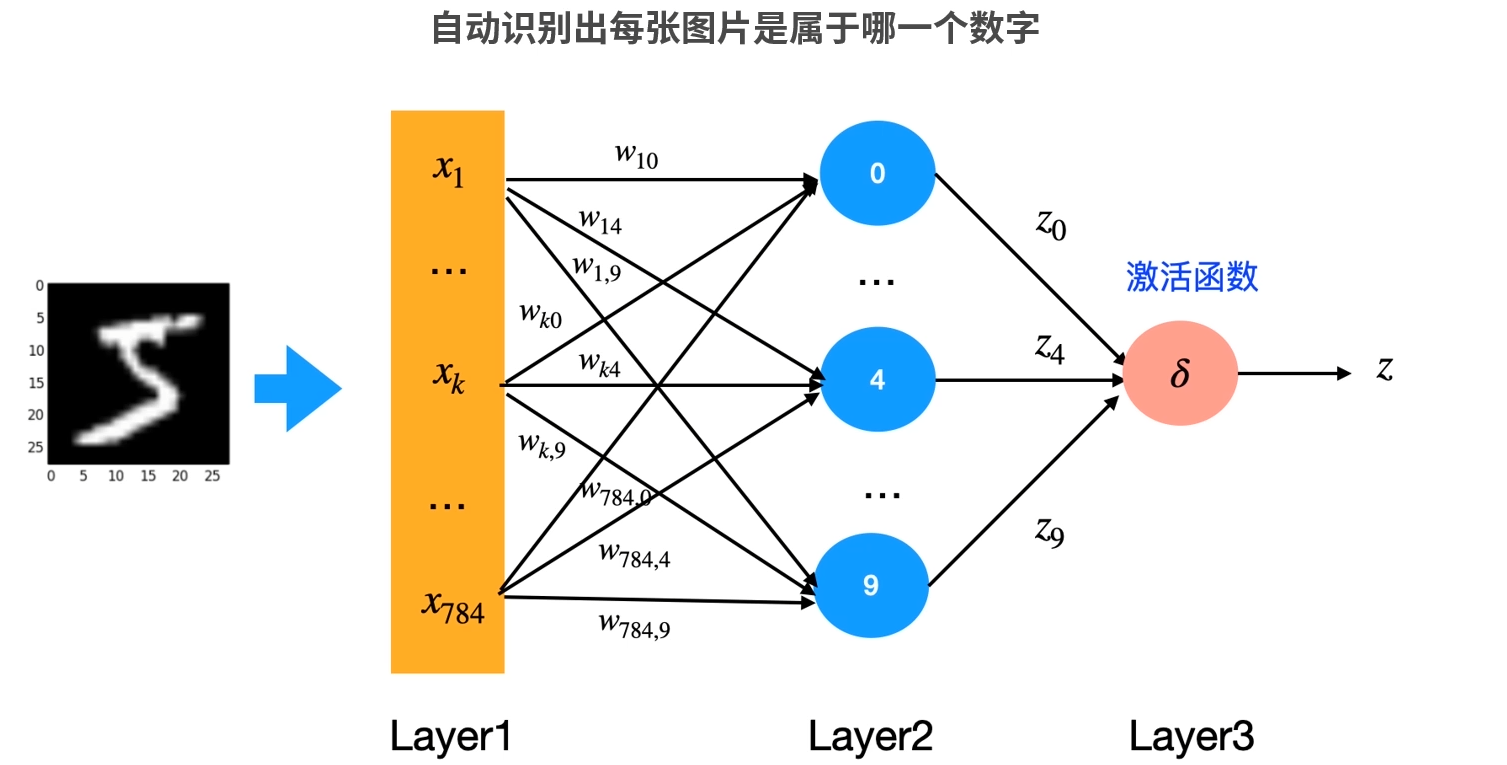 自动识别出每张图片是属于哪一个数字
x1
w10
0
w14
z0
w1,9
...
...
激活函数
0
5
10
15
20
25
0 5 10 15 20 25
wk0
xk
wk4
4
z4
δ
z
wk,9
...
w784,0
...
z9
w784,4
9
x784
w784,9
Layer1
Layer2
Layer3